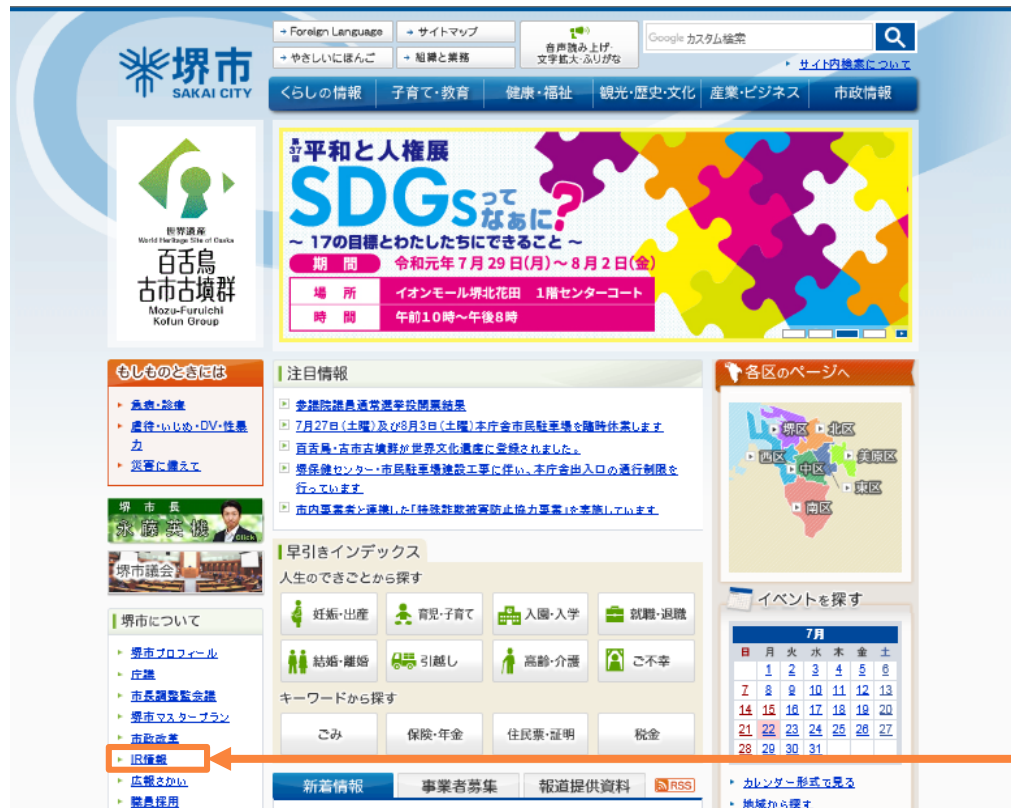 堺市
SAKAI CITY
Foreign Language
サイトマップ
やさしいにほんご
組織と業務
音声読み上げ・
文字拡大・ふりがな
Google カスタム検索
サイト内検索について
くらしの情報
子育て・教育
健康・福祉
観光・歴史・文化
産業・ビジネス
市政情報
世界遺産
World Heritage Site of Osaka
百舌鳥
古市古墳群
Mozu-Furuichi
Kofun Group
第37回
平和と人権展
SDGsって
なぁに?
~ 17の目標とわたしたちにできること ~
期 間 令和元年7月29日(月)~8月2日(金)
場 所 イオンモール堺北花田 1階センターコート
時 間 午前10時~午後8時
もしものときには
急病・診療
虐待・いじめ・DV・性暴
力
災害に備えて
堺 市 長
永藤英機
Click
堺市議会
堺市について
堺市プロフィール
庁議
市長調整監会議
堺市マスタープラン
市政改革
IR情報
広報さかい
職員採用
注目情報
参議院議員通常選挙投開票結果
7月27日(土曜)及び8月3日(土曜)本庁舎市民駐車場を臨時休業します
百舌鳥・古市古墳群が世界文化遺産に登録されました。
堺保健センター・市民駐車場建設工事に伴い、本庁舎出入口の通行制限を
行っています
市内事業者と連携した「特殊詐欺被害防止協力事業」を実施しています
早引きインデックス
人生のできごとから探す
妊娠・出産
育児・子育て
入園・入学
就職・退職
結婚・離婚
引越し
高齢・介護
ご不幸
キーワードから探す
ごみ
保険・年金
住民票・証明
税金
新着情報
事業者募集
報道提供資料
RSS
各区のページへ
堺区
北区
西区
中区
美原区
東区
南区
イベントを探す
7月
日 月 火 水 木 金 土
1 2 3 4 5 6
7 8 9 10 11 12 13
14 15 16 17 18 19 20
21 22 23 24 25 26 27
28 29 30 31
カレンダー形式で見る
地域から探す